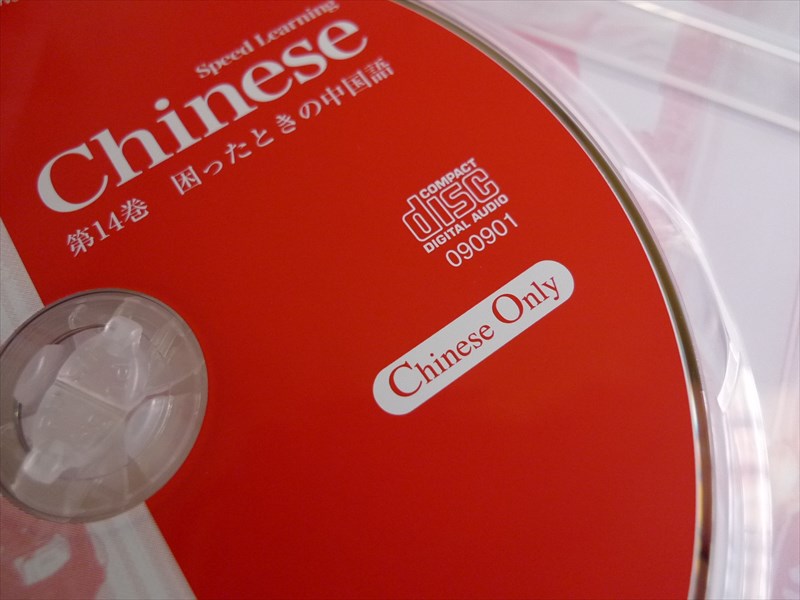 Speed Learning
Chinese
第14巻 困ったときの中国語
COMPACT
disc
DIGITAL AUDIO
090901
Chinese Only